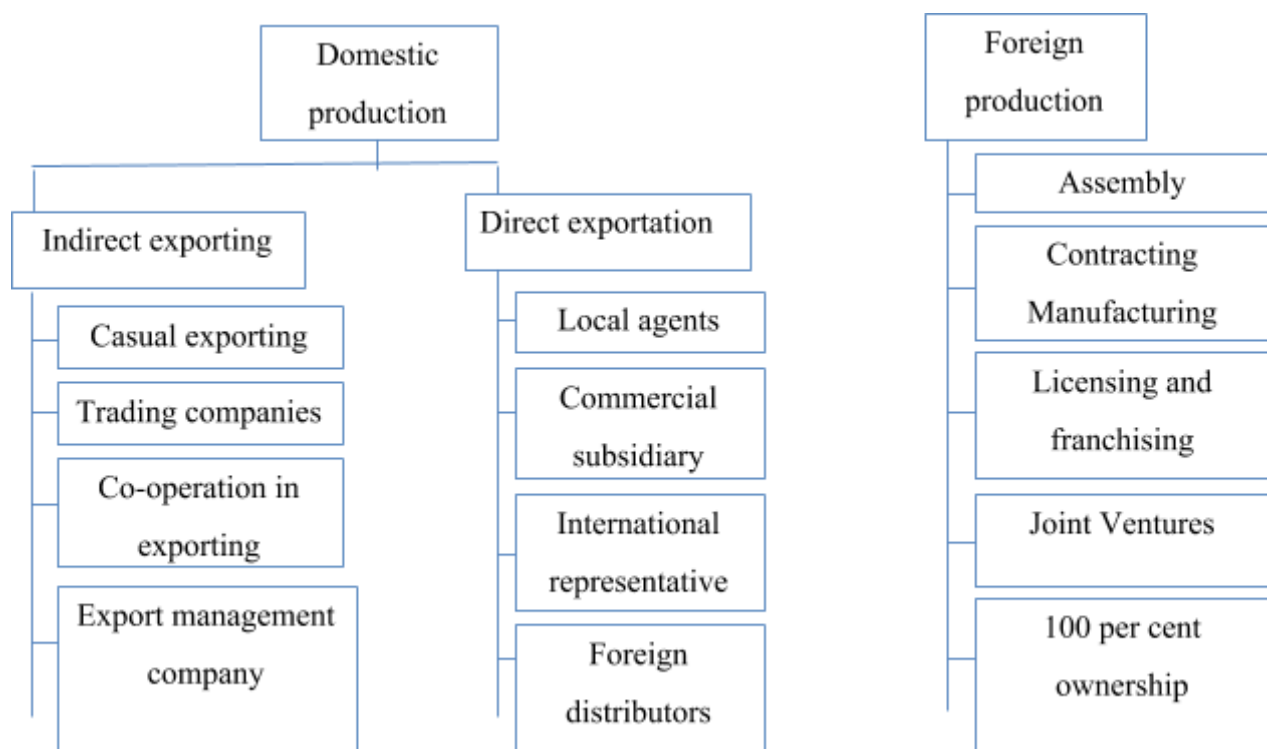 Domestic
production
Indirect exporting
Casual exporting
Trading companies
Co-operation in
exporting
Export management
company
Direct exportation
Local agents
Commercial
subsidiary
International
representative
Foreign
distributors
Foreign
production
Assembly
Contracting
Manufacturing
Licensing and
franchising
Joint Ventures
100 per cent
ownership